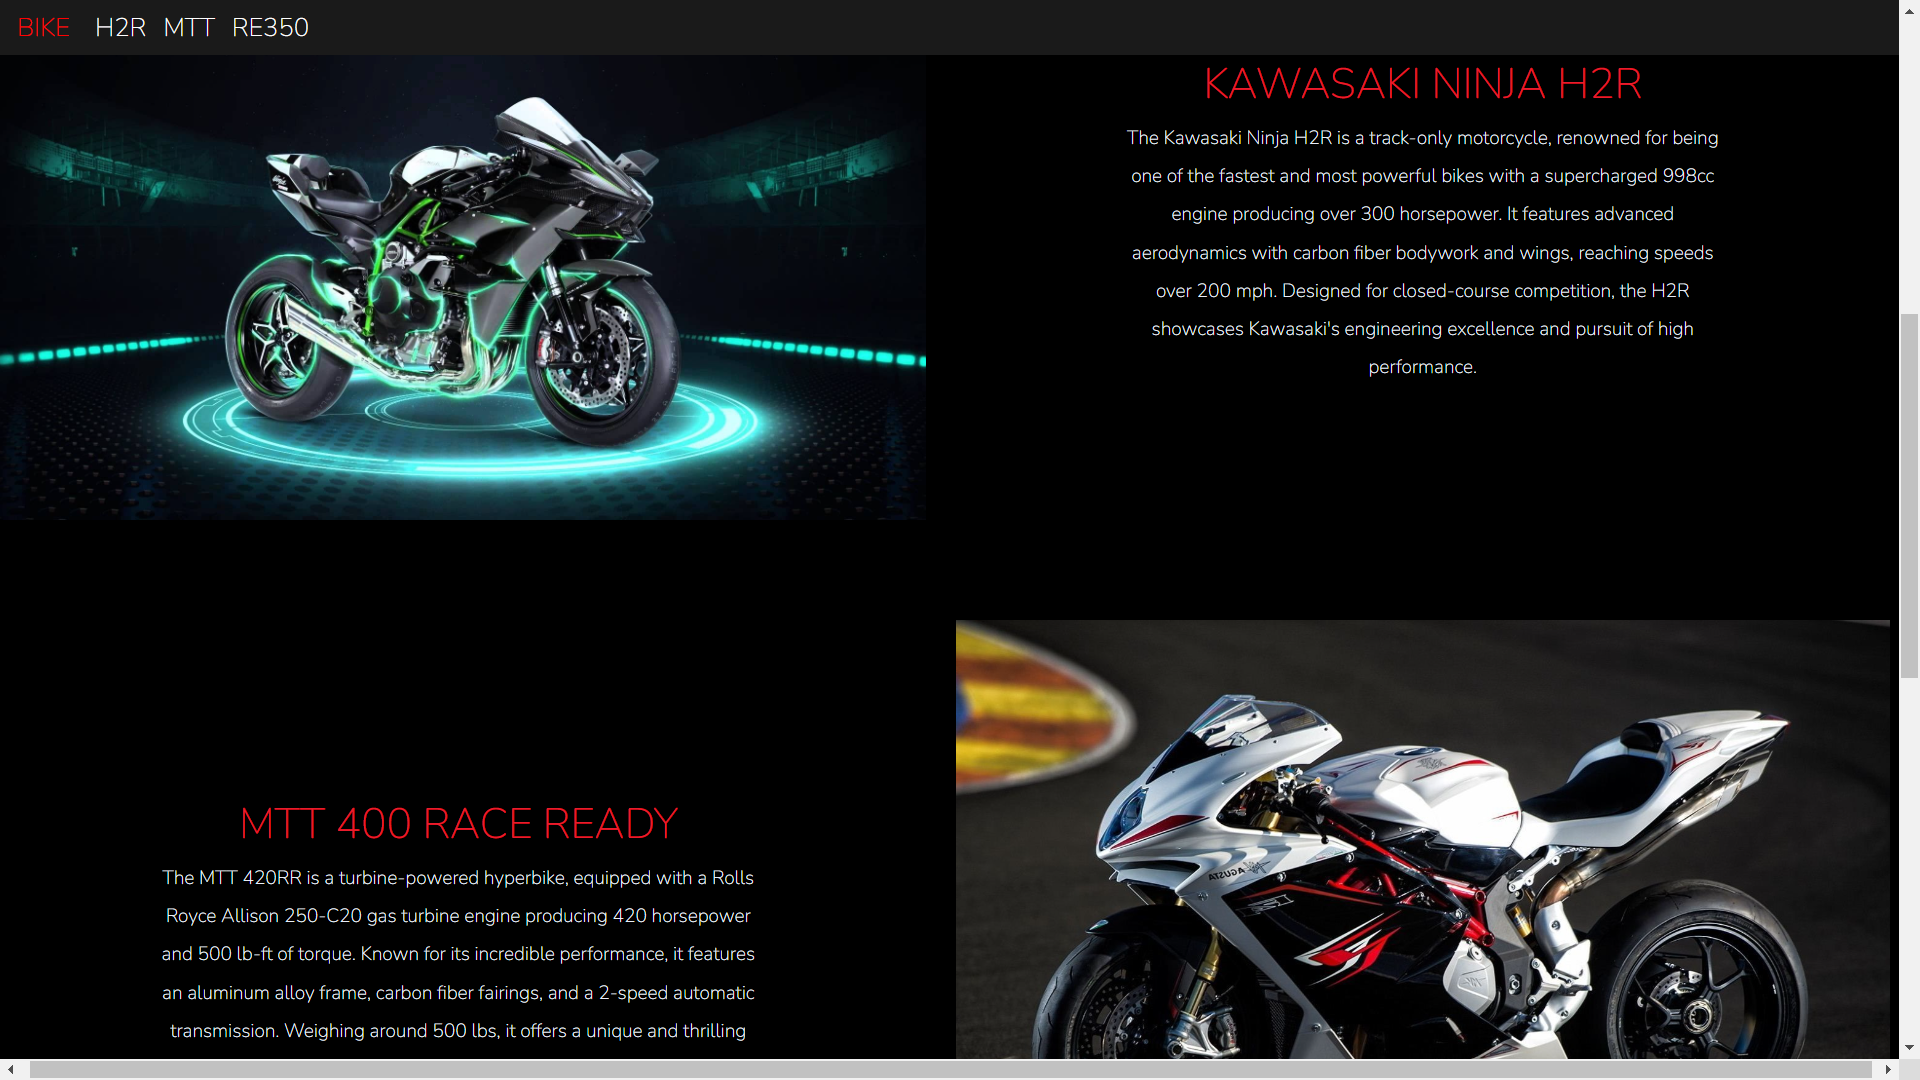 BIKE H2R MTT RE350
KAWASAKI NINJA H2R
The Kawasaki Ninja H2R is a track-only motorcycle, renowned for being
one of the fastest and most powerful bikes with a supercharged 998cc
engine producing over 300 horsepower. It features advanced
aerodynamics with carbon fiber bodywork and wings, reaching speeds
over 200 mph. Designed for closed-course competition, the H2R
showcases Kawasaki's engineering excellence and pursuit of high
performance.
MTT 400 RACE READY
The MTT 420RR is a turbine-powered hyperbike, equipped with a Rolls
Royce Allison 250-C20 gas turbine engine producing 420 horsepower
and 500 lb-ft of torque. Known for its incredible performance, it features
an aluminum alloy frame, carbon fiber fairings, and a 2-speed automatic
transmission. Weighing around 500 lbs, it offers a unique and thrilling
AGUSTA